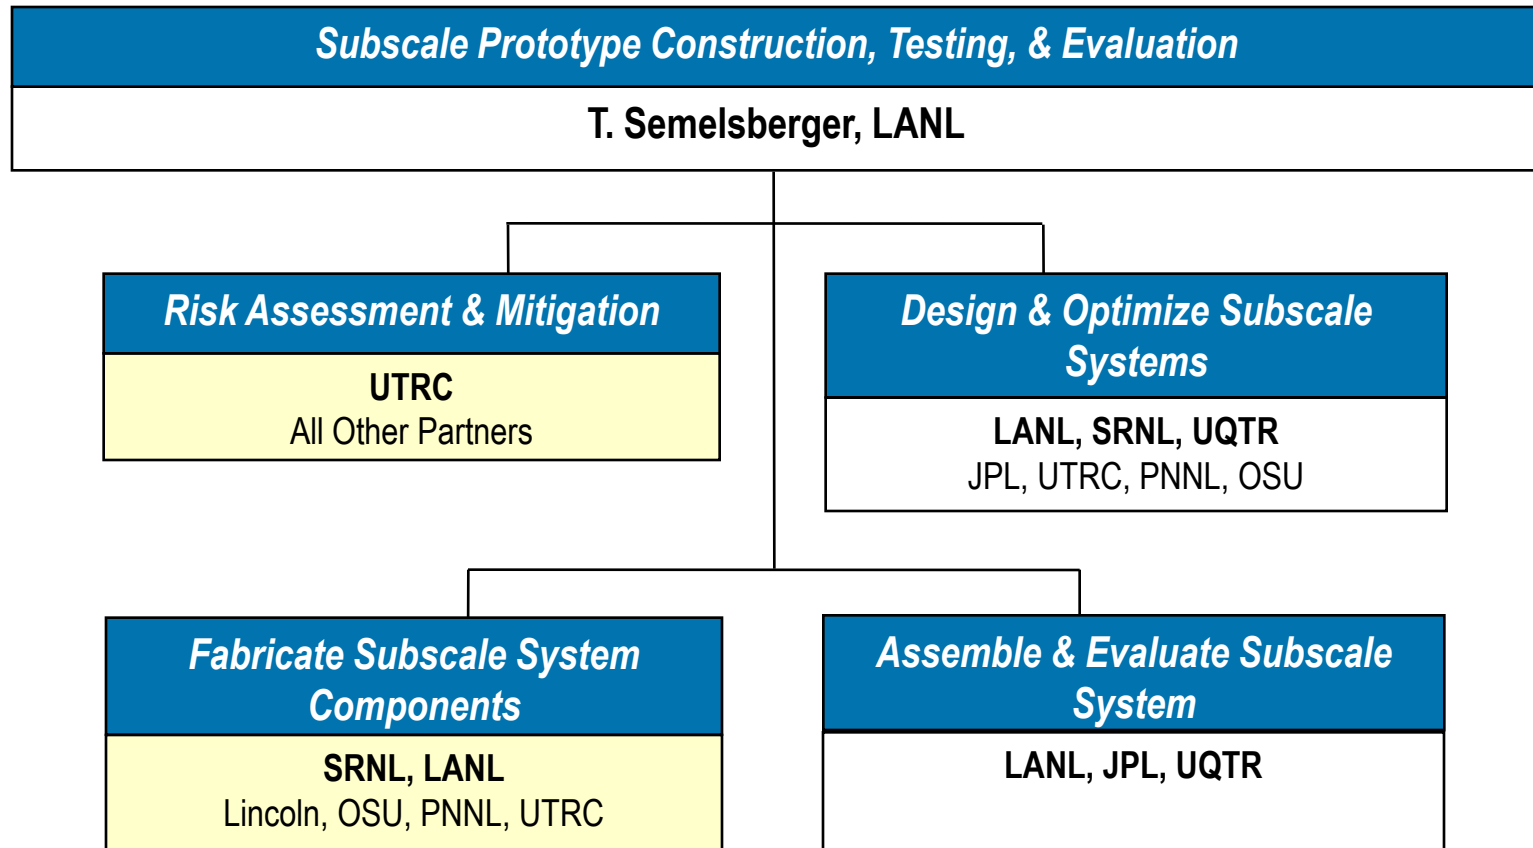 Subscale Prototype Construction, Testing, & Evaluation
T. Semelsberger, LANL
Risk Assessment & Mitigation
UTRC
All Other Partners
Design & Optimize Subscale
Systems
LANL, SRNL, UQTR
JPL, UTRC, PNNL, OSU
Fabricate Subscale System
Components
SRNL, LANL
Lincoln, OSU, PNNL, UTRC
Assemble & Evaluate Subscale
System
LANL, JPL, UQTR